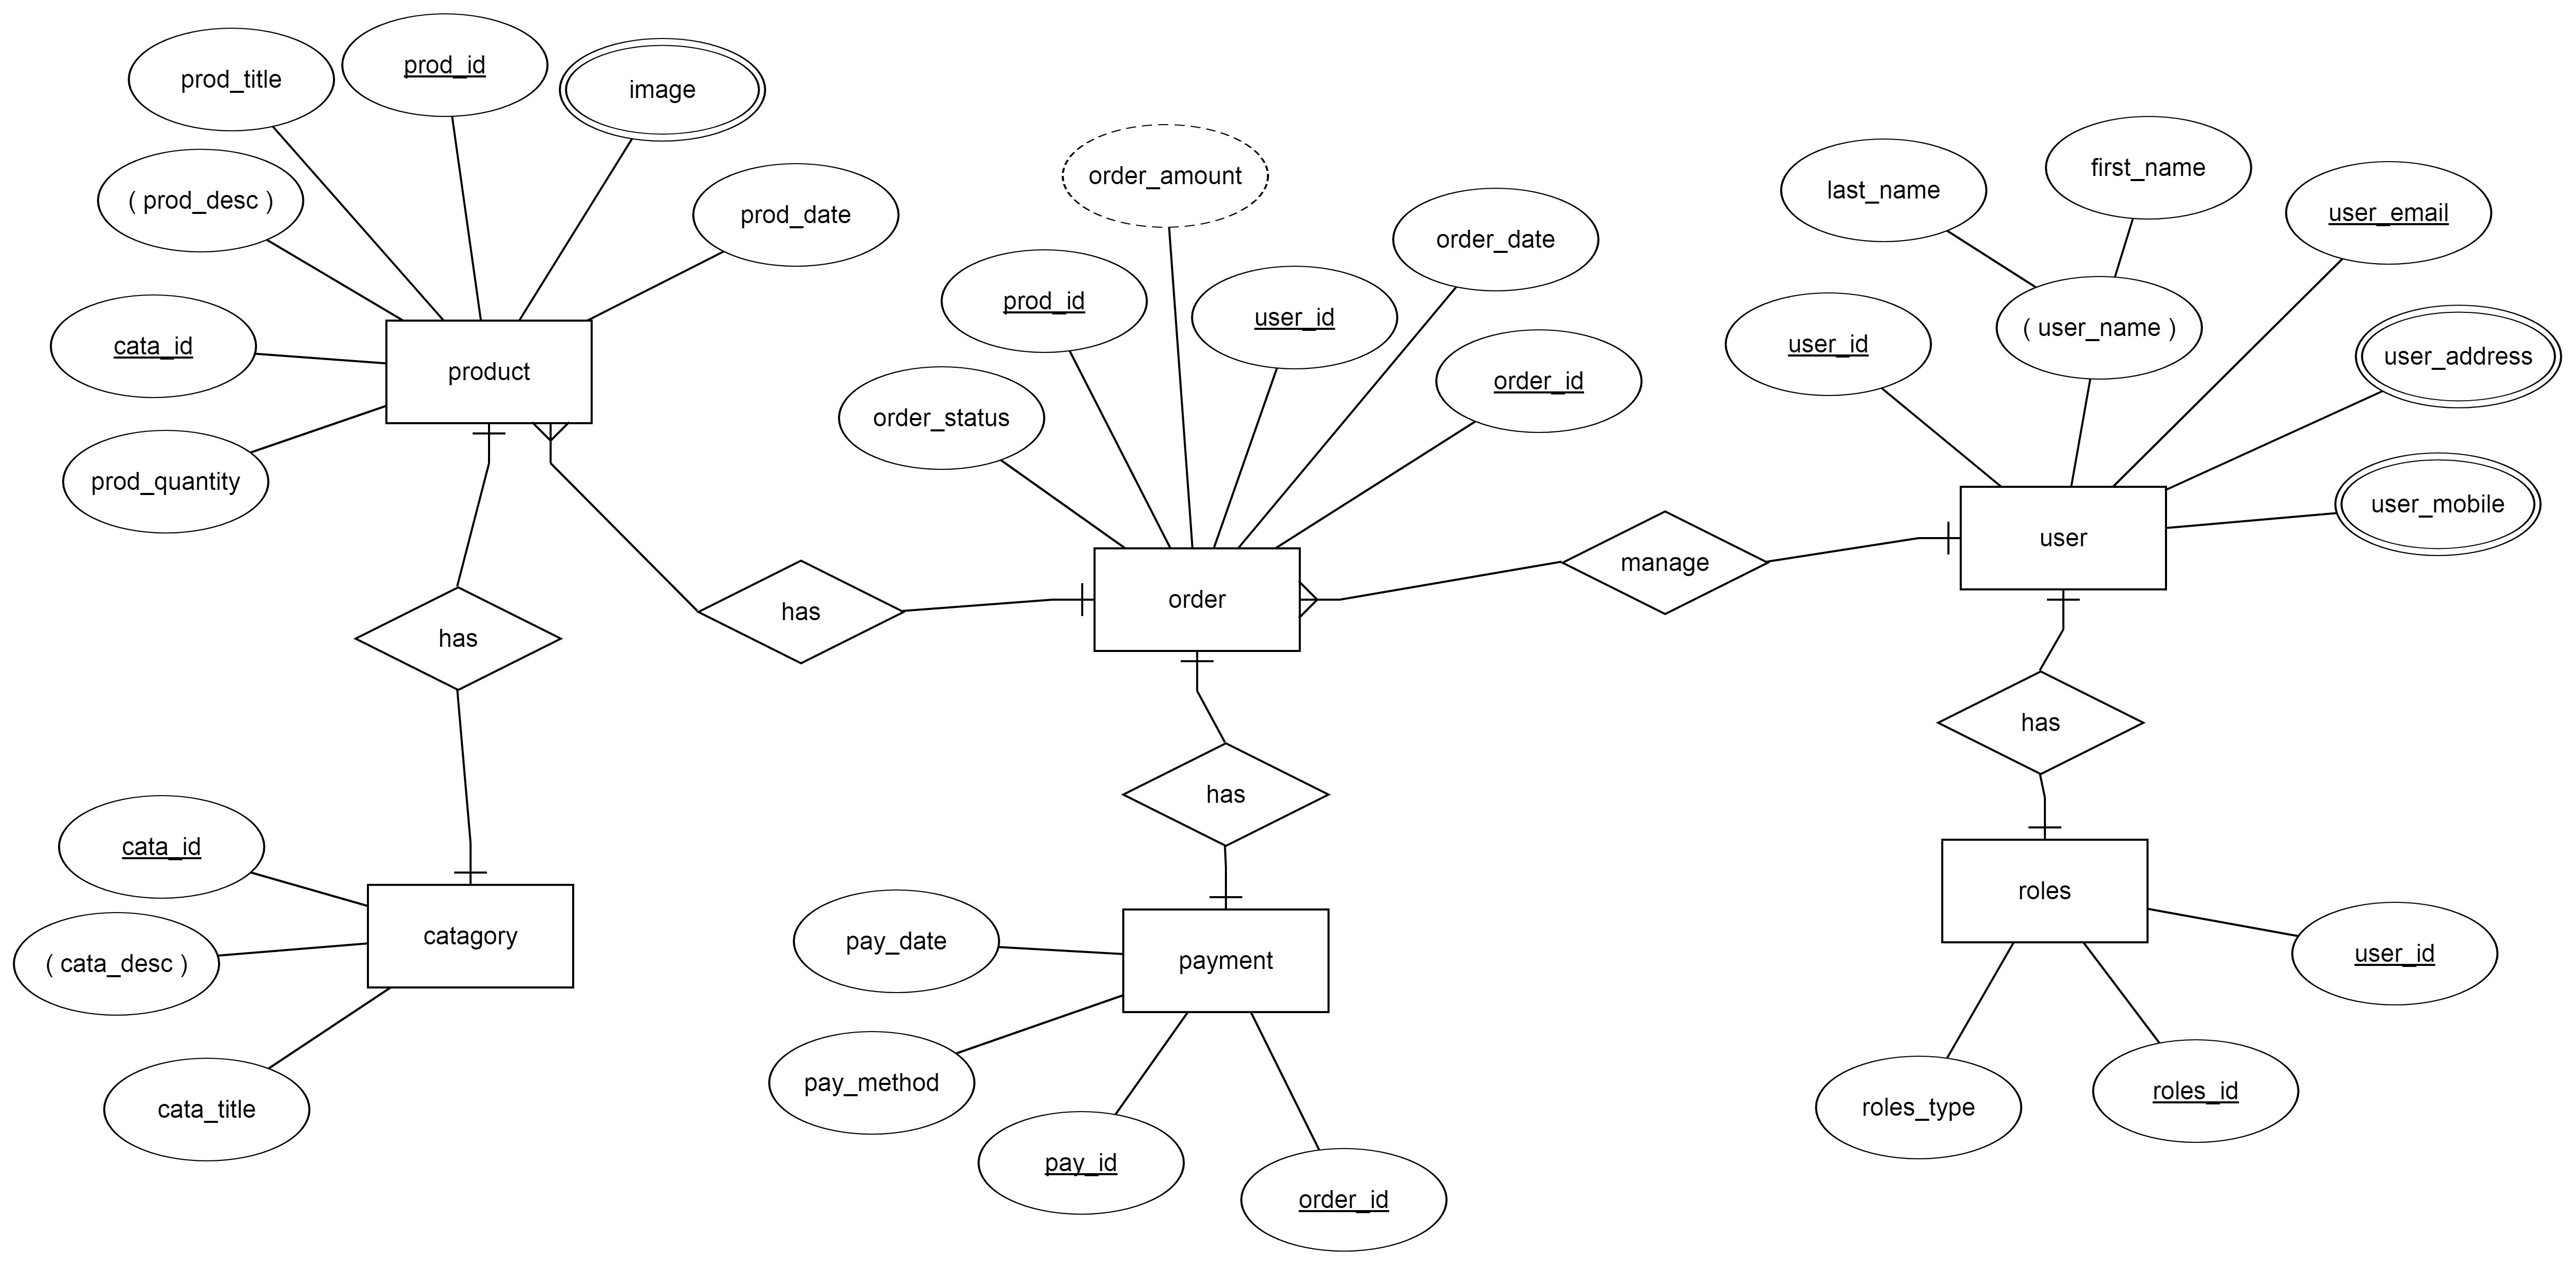 prod_title
prod_id
image
( prod_desc )
prod_date
cata_id
product
prod_quantity
has
cata_id
( cata_desc )
catagory
cata_title
has
order_amount
prod_id
user_id
order_date
order_status
order_id
order
has
pay_date
payment
pay_method
pay_id
order_id
manage
last_name
first_name
user_email
user_id
( user_name )
user_address
user_mobile
user
has
roles
user_id
roles_type
roles_id